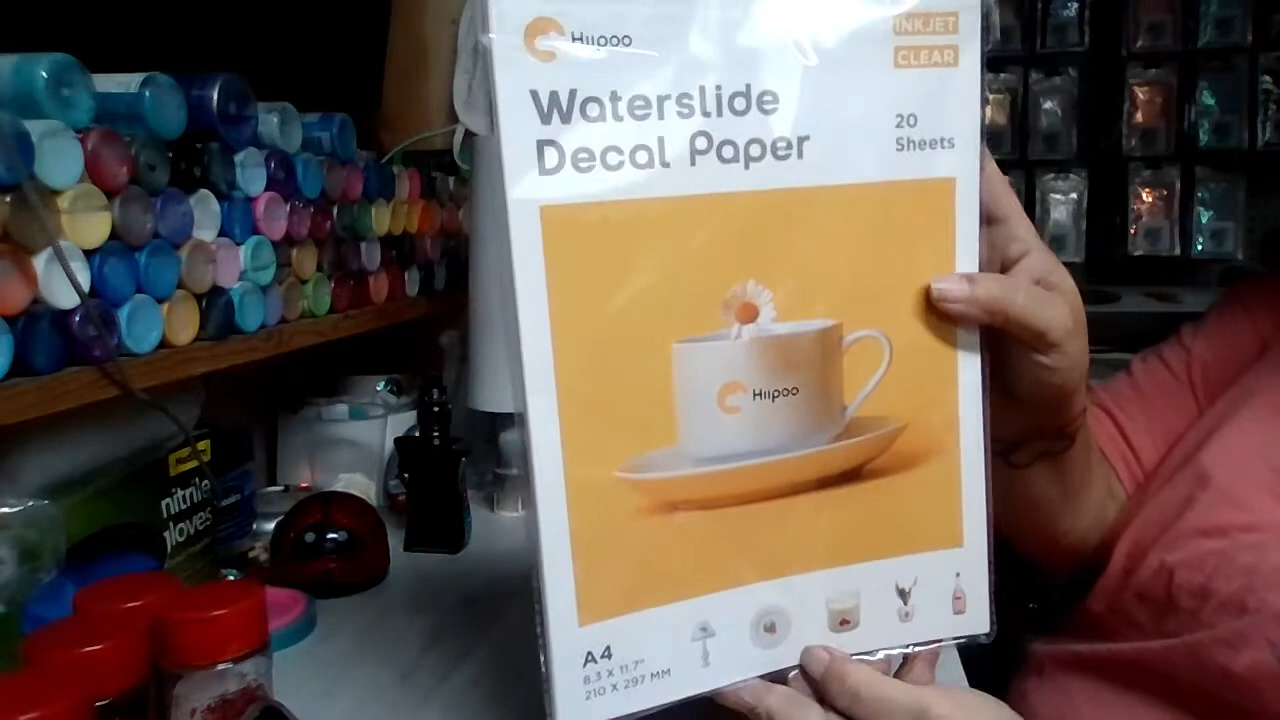 Hiipoo
INKJET
CLEAR
Waterslide
Decal Paper
20
Sheets
Hiipoo
A4
8.3 X 11.7"
210 X 297 MM
nitrile
gloves